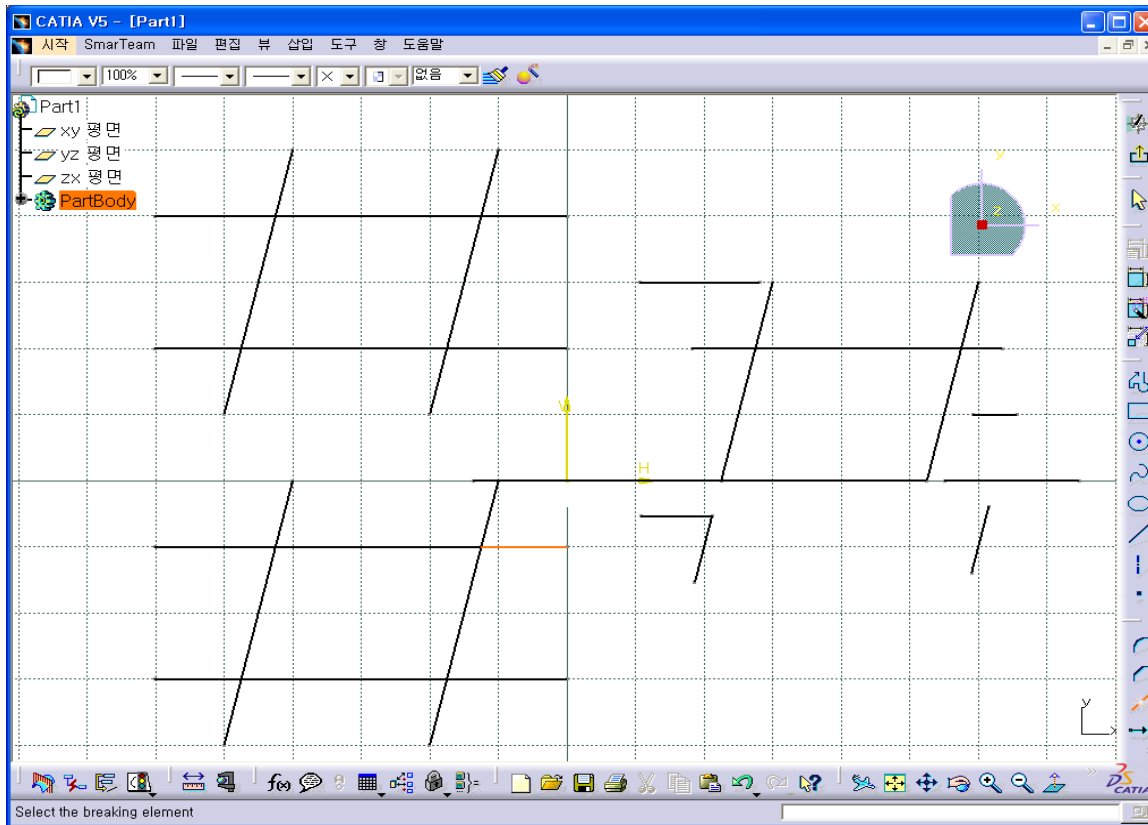 CATIA V5 - [Part1]
시작 SmarTeam 파일 편집 뷰 삽입 도구 창 도움말
100% 없음
Part1
xy 평면
yz 평면
zx 평면
PartBody
y
z x
V
H
y
x
f(x)
CATIA
Select the breaking element